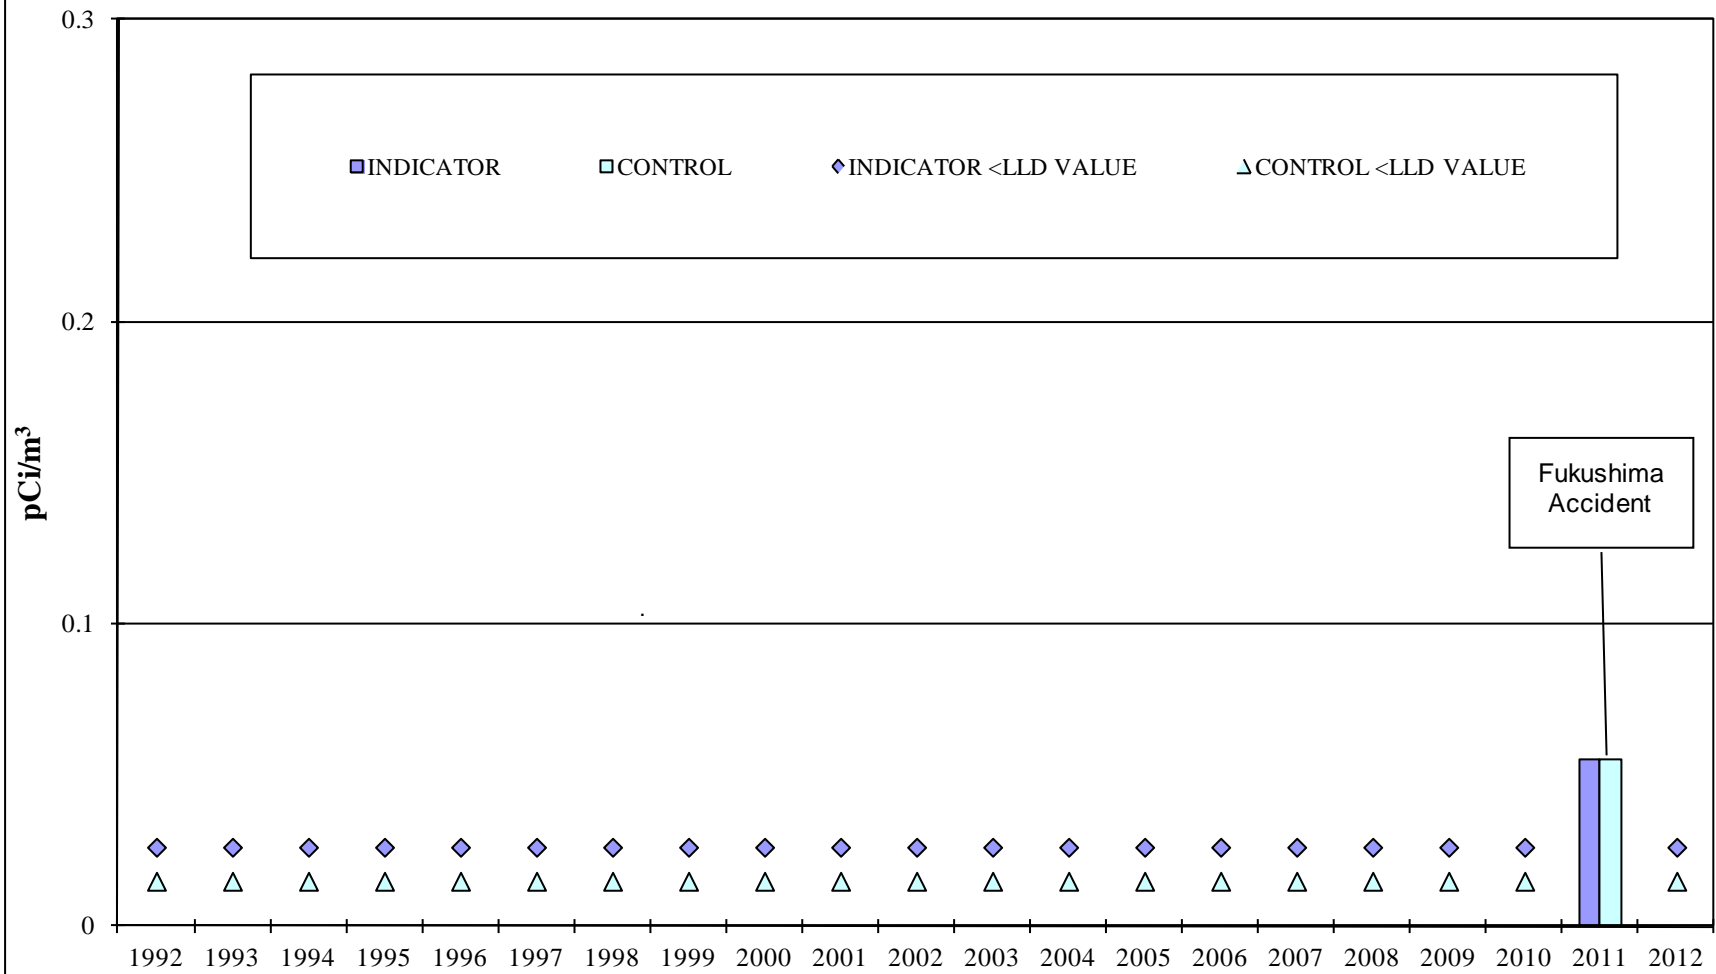 0.3
INDICATOR CONTROL INDICATOR <LLD VALUE CONTROL <LLD VALUE
0.2
pCi/m³
Fukushima
Accident
0.1
0
1992 1993 1994 1995 1996 1997 1998 1999 2000 2001 2002 2003 2004 2005 2006 2007 2008 2009 2010 2011 2012